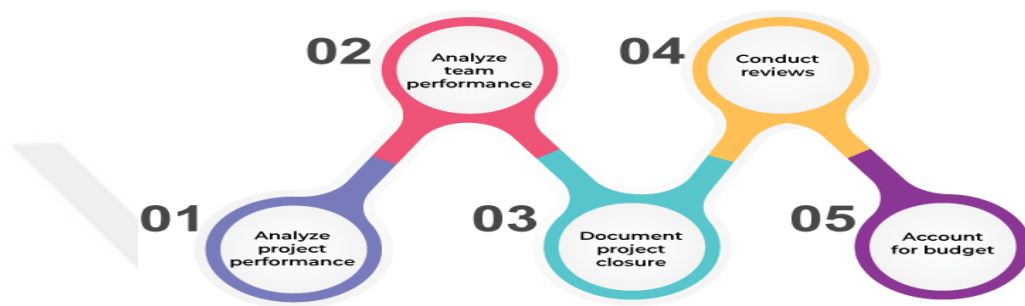 01
Analyze
project
performance
02
Analyze
team
performance
03
Document
project
closure
04
Conduct
reviews
05
Account
for budget